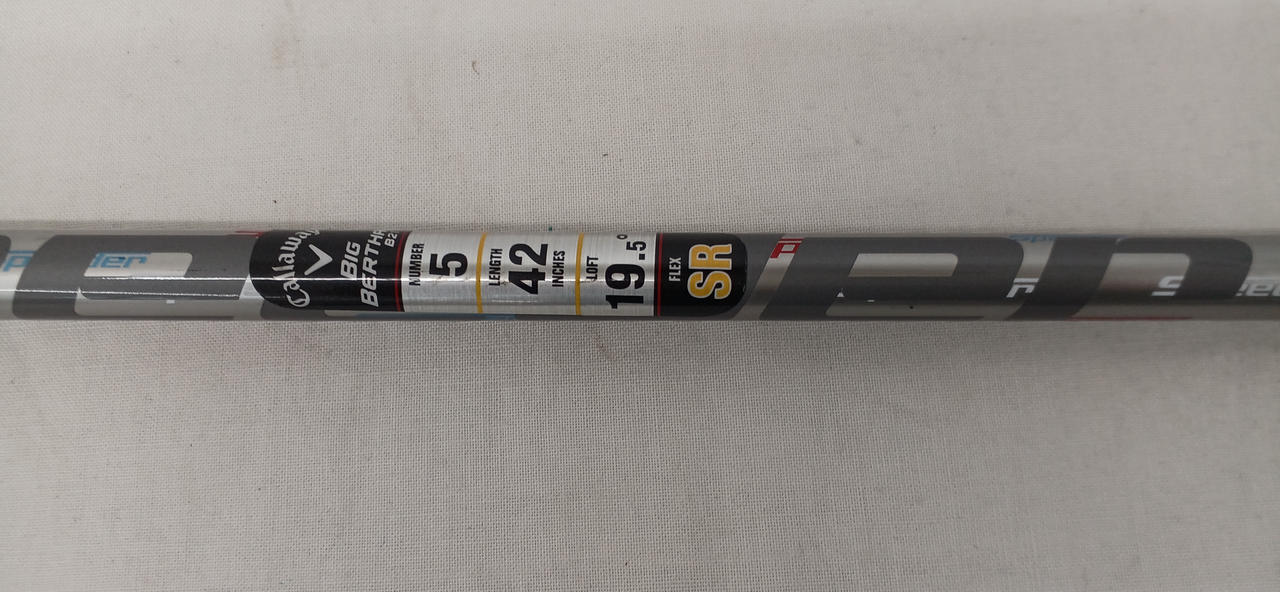 Callaway
BIG
BERTHA
NUMBER
5
LENGTH
42
INCHES
LOFT
19.5°
FLEX
SR